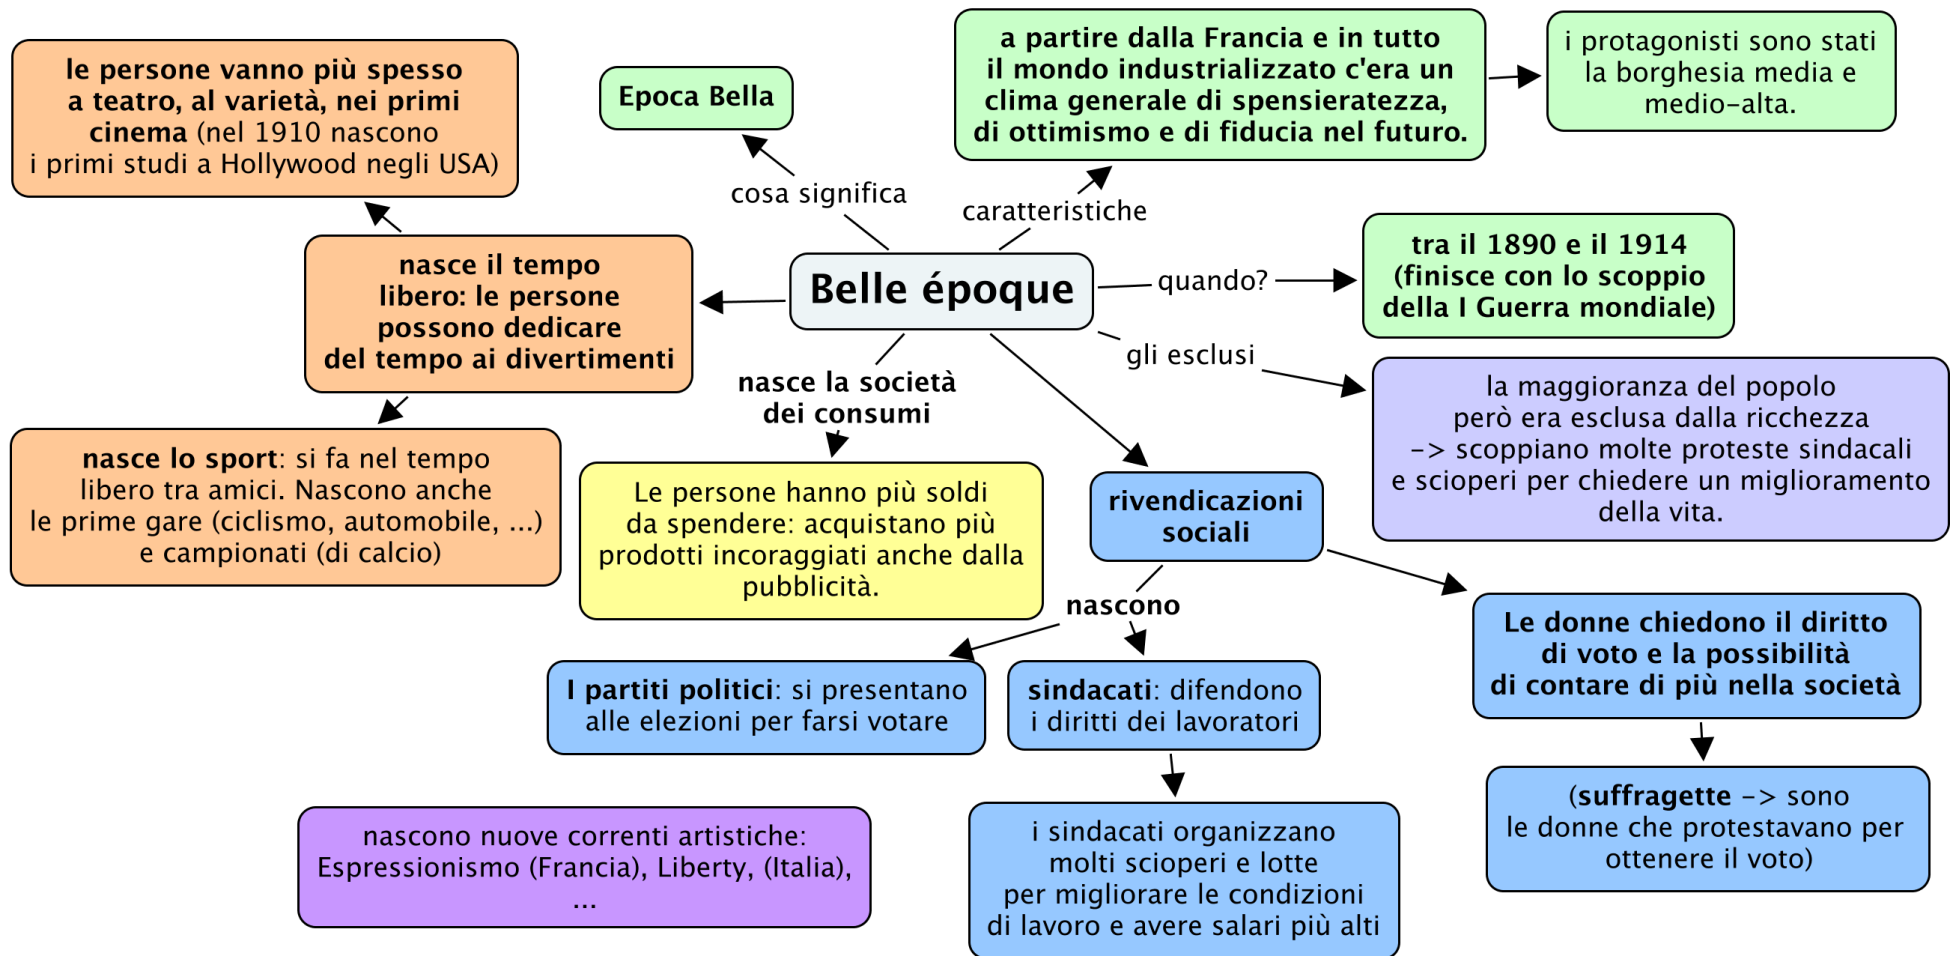 le persone vanno più spesso
a teatro, al varietà, nei primi
cinema (nel 1910 nascono
i primi studi a Hollywood negli USA)
Epoca Bella
a partire dalla Francia e in tutto
il mondo industrializzato c'era un
clima generale di spensieratezza,
di ottimismo e di fiducia nel futuro.
i protagonisti sono stati
la borghesia media e
medio-alta.
cosa significa
caratteristiche
nasce il tempo
libero: le persone
possono dedicare
del tempo ai divertimenti
Belle époque
quando?
tra il 1890 e il 1914
(finisce con lo scoppio
della I Guerra mondiale)
gli esclusi
la maggioranza del popolo
però era esclusa dalla ricchezza
-> scoppiano molte proteste sindacali
e scioperi per chiedere un miglioramento
della vita.
nasce la società
dei consumi
nasce lo sport: si fa nel tempo
libero tra amici. Nascono anche
le prime gare (ciclismo, automobile, ...)
e campionati (di calcio)
Le persone hanno più soldi
da spendere: acquistano più
prodotti incoraggiati anche dalla
pubblicità.
rivendicazioni
sociali
nascono
I partiti politici: si presentano
alle elezioni per farsi votare
sindacati: difendono
i diritti dei lavoratori
Le donne chiedono il diritto
di voto e la possibilità
di contare di più nella società
(suffragette -> sono
le donne che protestavano per
ottenere il voto)
nascono nuove correnti artistiche:
Espressionismo (Francia), Liberty, (Italia),
...
i sindacati organizzano
molti scioperi e lotte
per migliorare le condizioni
di lavoro e avere salari più alti